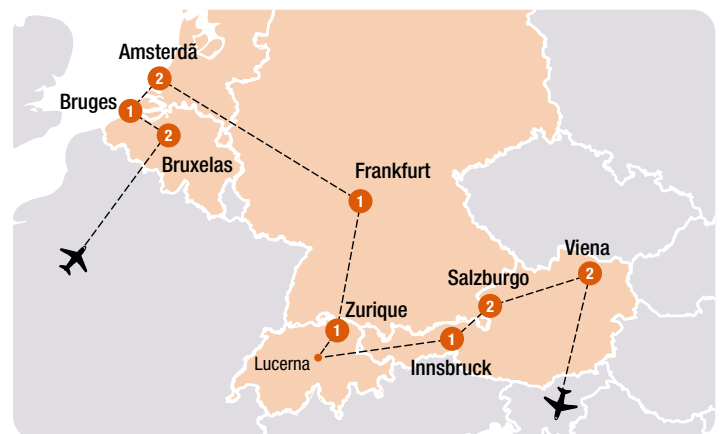 Amsterdã
2
Bruges
1
2
Bruxelas
Frankfurt
1
Viena
2
Salzburgo
2
Zurique
1
1
Lucerna
Innsbruck